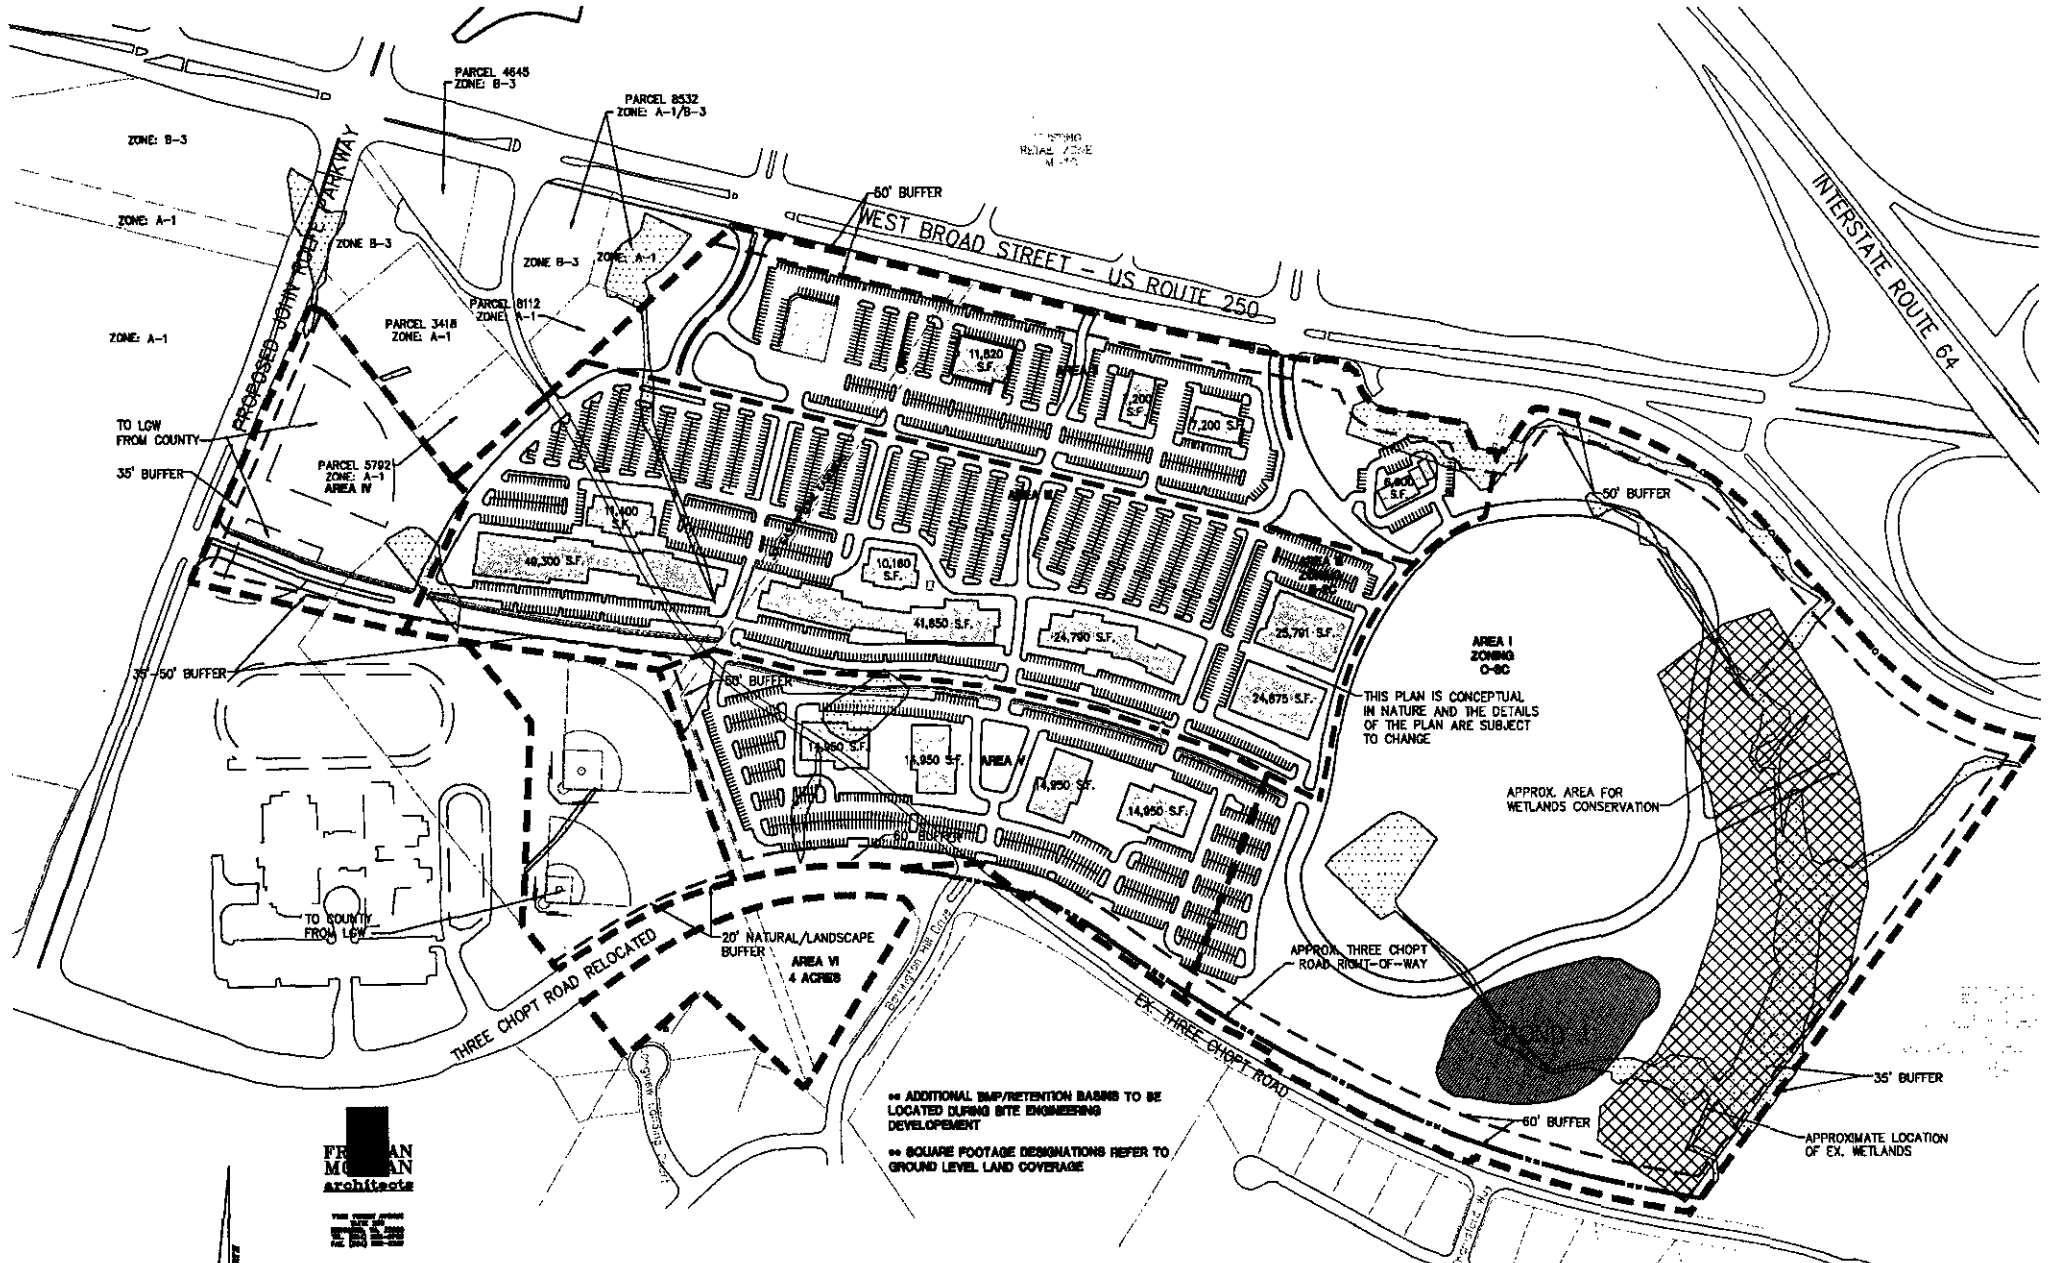 PARCEL 4645
ZONE: B-3
PARCEL 8532
ZONE: A-1/B-3
ZONE: B-3
50' BUFFER
WEST BROAD STREET - US ROUTE 250
INTERSTATE ROUTE 64
PROPOSED JOHN ROLFE PARKWAY
ZONE: A-1
ZONE B-3
ZONE B-3
ZONE: A-1
PARCEL 8112
ZONE: A-1
PARCEL 3418
ZONE: A-1
ZONE: A-1
11,820
S.F.
,200
S.F.
7,200 S.F.
TO LGW
FROM COUNTY
35' BUFFER
PARCEL 5792
ZONE: A-1
AREA IV
S.F.
50' BUFFER
11,400
S.F.
49,300 S.F.
10,160
S.F.
41,650 S.F.
24,790 S.F.
25,791 S.F.
24,675 S.F.
AREA I
ZONING
O-SC
THIS PLAN IS CONCEPTUAL
IN NATURE AND THE DETAILS
OF THE PLAN ARE SUBJECT
TO CHANGE
35'-50' BUFFER
50' BUFFER
14,950 S.F.
14,950 S.F.
AREA V
14,950 S.F.
14,950 S.F.
APPROX. AREA FOR
WETLANDS CONSERVATION
BUFFER
TO COUNTY
FROM LGW
20' NATURAL/LANDSCAPE
BUFFER
AREA VI
4 ACRES
THREE CHOPT ROAD RELOCATED
APPROX. THREE CHOPT
ROAD RIGHT-OF-WAY
EX. THREE CHOPT ROAD
35' BUFFER
60' BUFFER
APPROXIMATE LOCATION
OF EX. WETLANDS
** ADDITIONAL BMP/RETENTION BASINS TO BE
LOCATED DURING SITE ENGINEERING
DEVELOPEMENT
** SQUARE FOOTAGE DESIGNATIONS REFER TO
GROUND LEVEL LAND COVERAGE
architects